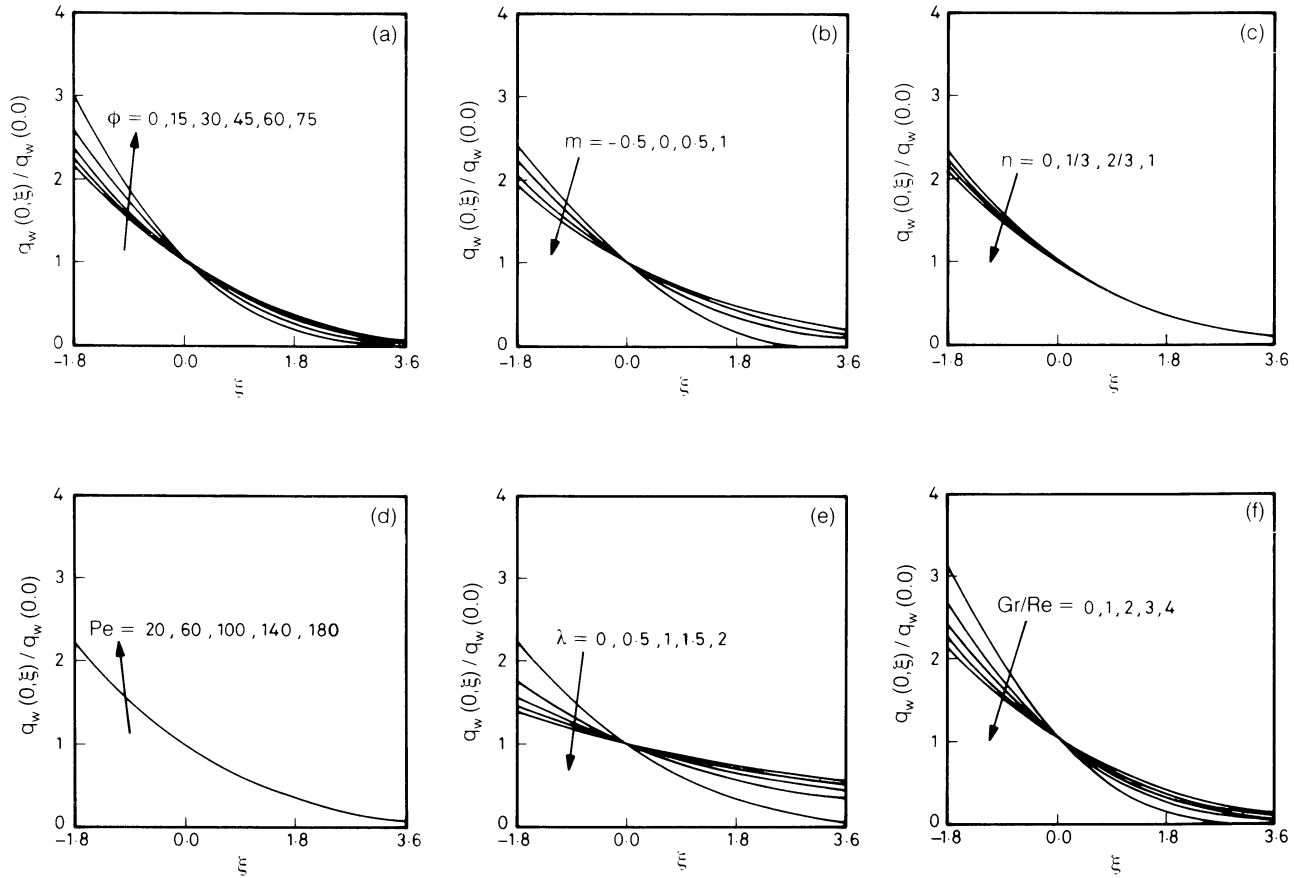 (a)
4
3
2
1
0
q_w (0,ξ) / q_w (0.0)
ϕ = 0 ,15, 30, 45, 60, 75
-1·8 0·0 1·8 3·6
ξ
(b)
4
3
2
1
0
q_w (0,ξ) / q_w (0.0)
m = -0·5, 0, 0·5, 1
-1·8 0·0 1·8 3·6
ξ
(c)
4
3
2
1
0
q_w (0,ξ) / q_w (0.0)
n = 0, 1/3 , 2/3, 1
-1·8 0·0 1·8 3·6
ξ
(d)
4
3
2
1
0
q_w (0,ξ) / q_w (0.0)
Pe = 20 , 60 , 100 , 140 , 180
-1·8 0·0 1·8 3·6
ξ
(e)
4
3
2
1
0
q_w (0,ξ) / q_w (0.0)
λ = 0, 0·5, 1, 1·5, 2
-1·8 0·0 1·8 3·6
ξ
(f)
4
3
2
1
0
q_w (0,ξ) / q_w (0.0)
Gr/Re = 0, 1, 2, 3, 4
-1·8 0·0 1·8 3·6
ξ